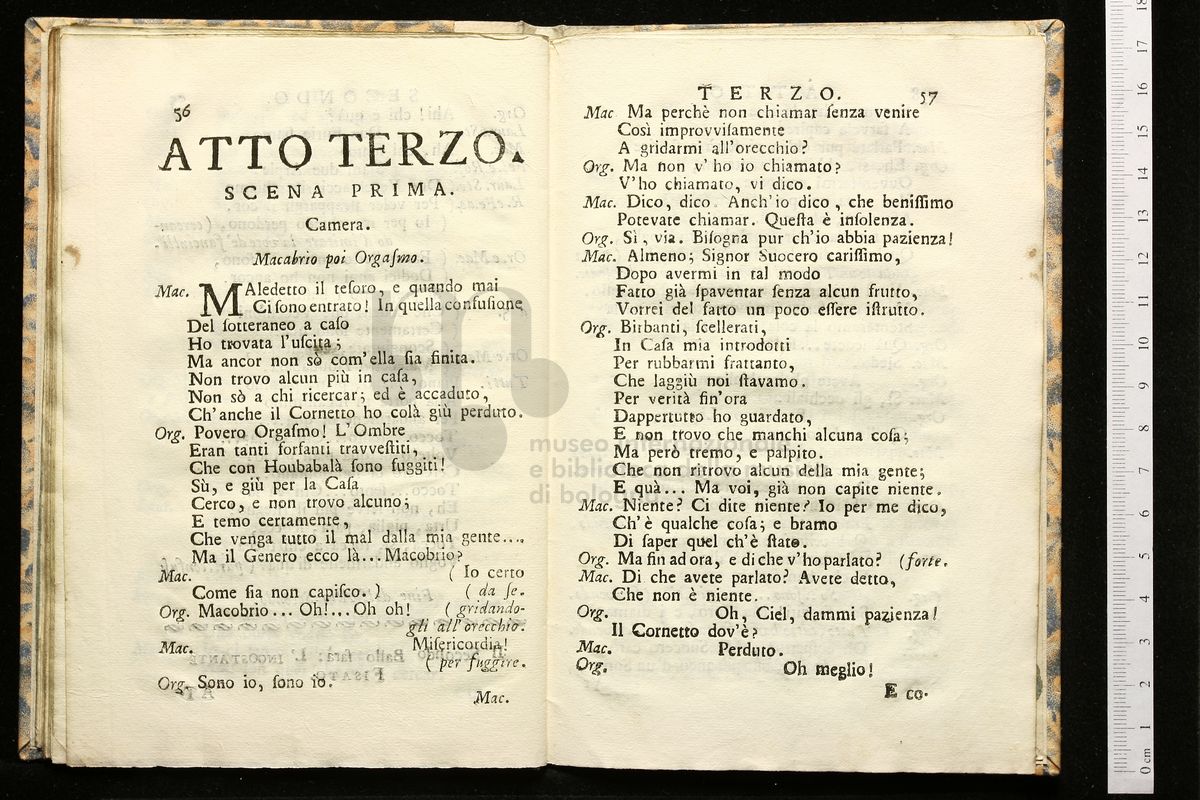 56
ATTO TERZO.
SCENA PRIMA.
Camera.
Macabrio poi Orgaſmo.
Mac. MAledetto il teſoro, e quando mai
Ci ſono entrato! In quella confuſione
Del ſotteraneo a caſo
Ho trovata l'uſcita;
Ma ancor non sò com'ella ſia finita.
Non trovo alcun più in caſa,
Non sò a chi ricercar; ed è accaduto,
Ch'anche il Cornetto ho colà giù perduto.
Org. Povero Orgaſmo! L'Ombre
Eran tanti forfanti travveſtiti,
Che con Houbabalà ſono fuggiti!
Sù, e giù per la Caſa
Cerco, e non trovo alcuno;
E temo certamente,
Che venga tutto il mal dalla mia gente...
Ma il Genero ecco là... Macobrio?
Mac. ( Io certo
Come ſia non capiſco. ) ( da ſe.
Org. Macobrio... Oh!... Oh oh! ( gridando-
gli all'orecchio.
Mac. Miſericordia!
( per fuggire.
Org. Sono io, ſono io.
Mac.
TERZO. 57
Mac Ma perchè non chiamar ſenza venire
Così improvviſamente
A gridarmi all'orecchio?
Org. Ma non v'ho io chiamato?
V'ho chiamato, vi dico.
Mac. Dico, dico. Anch'io dico, che beniſſimo
Potevate chiamar. Queſta è inſolenza.
Org. Sì, via. Biſogna pur ch'io abbia pazienza!
Mac. Almeno; Signor Suocero cariſſimo,
Dopo avermi in tal modo
Fatto già ſpaventar ſenza alcun frutto,
Vorrei del fatto un poco eſſere iſtruito.
Org. Birbanti, ſcellerati,
In Caſa mia introdotti
Per rubbarmi frattanto,
Che laggiù noi ſtavamo.
Per verità fin'ora
Dappertutto ho guardato,
E non trovo che manchi alcuna coſa;
Ma però tremo, e palpito.
Che non ritrovo alcun della mia gente;
E quà... Ma voi, già non capite niente.
Mac. Niente? Ci dite niente? Io per me dico,
Ch'è qualche coſa; e bramo
Di ſaper quel ch'è ſtato.
Org. Ma fin ad ora, e di che v'ho parlato? (forte.
Mac. Di che avete parlato? Avete detto,
Che non è niente.
Org. Oh, Ciel, dammi pazienza!
Il Cornetto dov'è?
Mac. Perduto.
Org. Oh meglio!
E co-